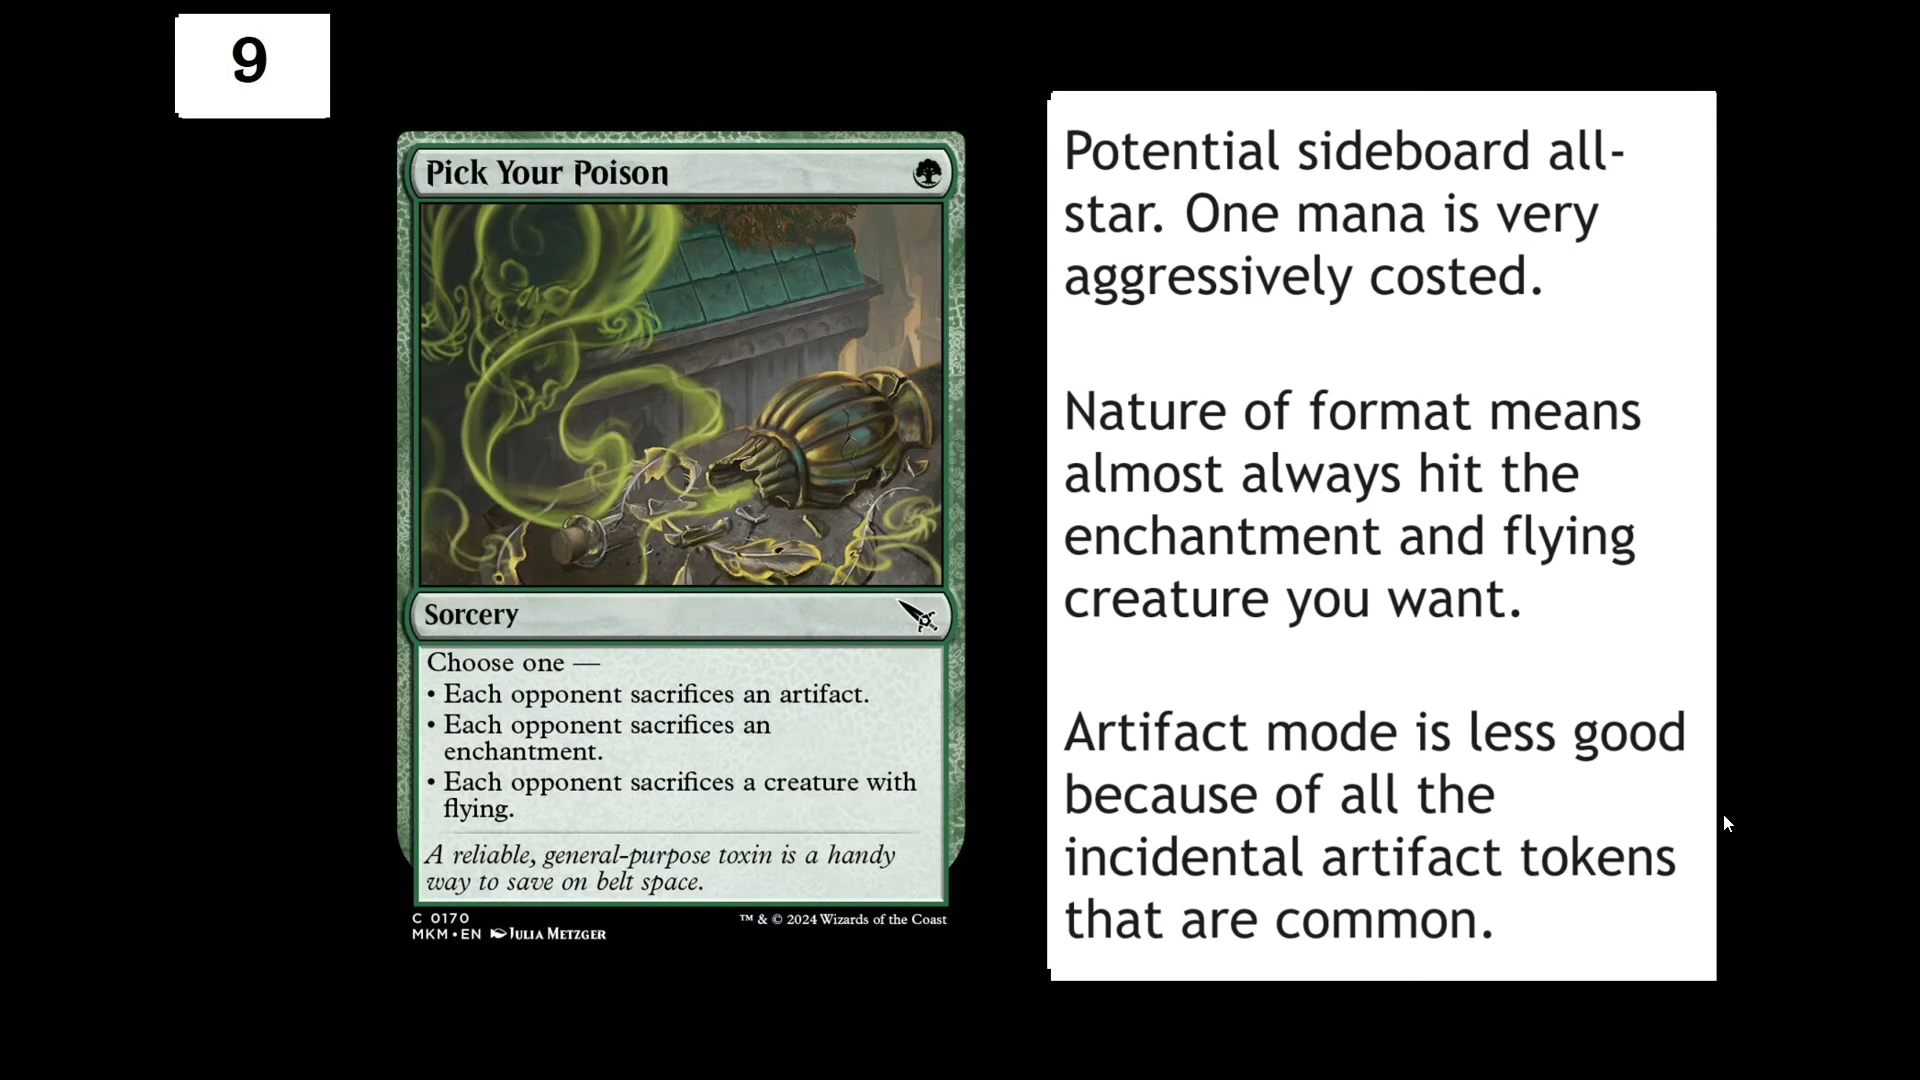 9
Pick Your Poison
Sorcery
Choose one —
• Each opponent sacrifices an artifact.
• Each opponent sacrifices an
enchantment.
• Each opponent sacrifices a creature with
flying.
A reliable, general-purpose toxin is a handy
way to save on belt space.
C 0170
MKM • EN JULIA METZGER
™ & © 2024 Wizards of the Coast
Potential sideboard all-
star. One mana is very
aggressively costed.
Nature of format means
almost always hit the
enchantment and flying
creature you want.
Artifact mode is less good
because of all the
incidental artifact tokens
that are common.